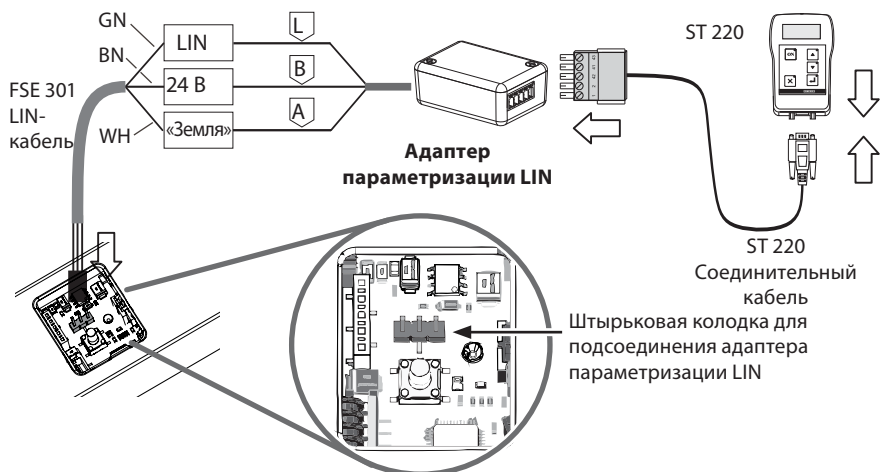 GN
LIN
L
BN
24 В
B
WH
«Земля»
A
FSE 301
LIN-
кабель
Адаптер
параметризации LIN
ST 220
ST 220
Соединительный
кабель
Штырьковая колодка для
подсоединения адаптера
параметризации LIN